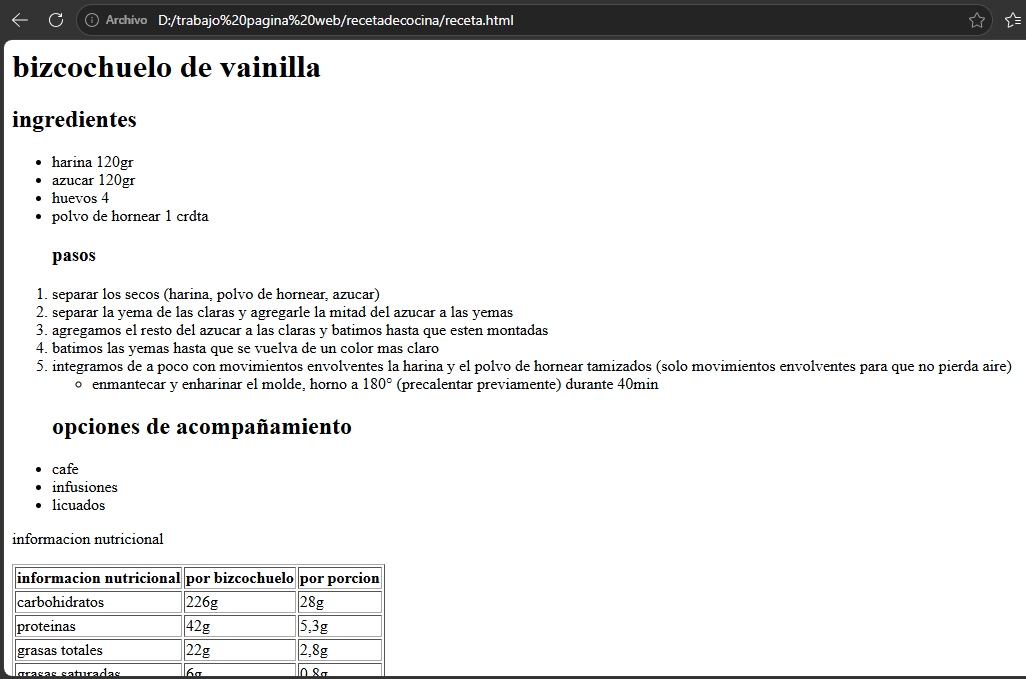 Archivo D:/trabajo%20pagina%20web/recetadecocina/receta.html
bizcochuelo de vainilla
ingredientes
harina 120gr
azucar 120gr
huevos 4
polvo de hornear 1 crdta
pasos
1. separar los secos (harina, polvo de hornear, azucar)
2. separar la yema de las claras y agregarle la mitad del azucar a las yemas
3. agregamos el resto del azucar a las claras y batimos hasta que esten montadas
4. batimos las yemas hasta que se vuelva de un color mas claro
5. integramos de a poco con movimientos envolventes la harina y el polvo de hornear tamizados (solo movimientos envolventes para que no pierda aire)
enmantecar y enharinar el molde, horno a 180° (precalentar previamente) durante 40min
opciones de acompañamiento
cafe
infusiones
licuados
informacion nutricional
informacion nutricional por bizcochuelo por porcion
carbohidratos 226g 28g
proteinas 42g 5,3g
grasas totales 22g 2,8g
grasas saturadas 6g 0,8g